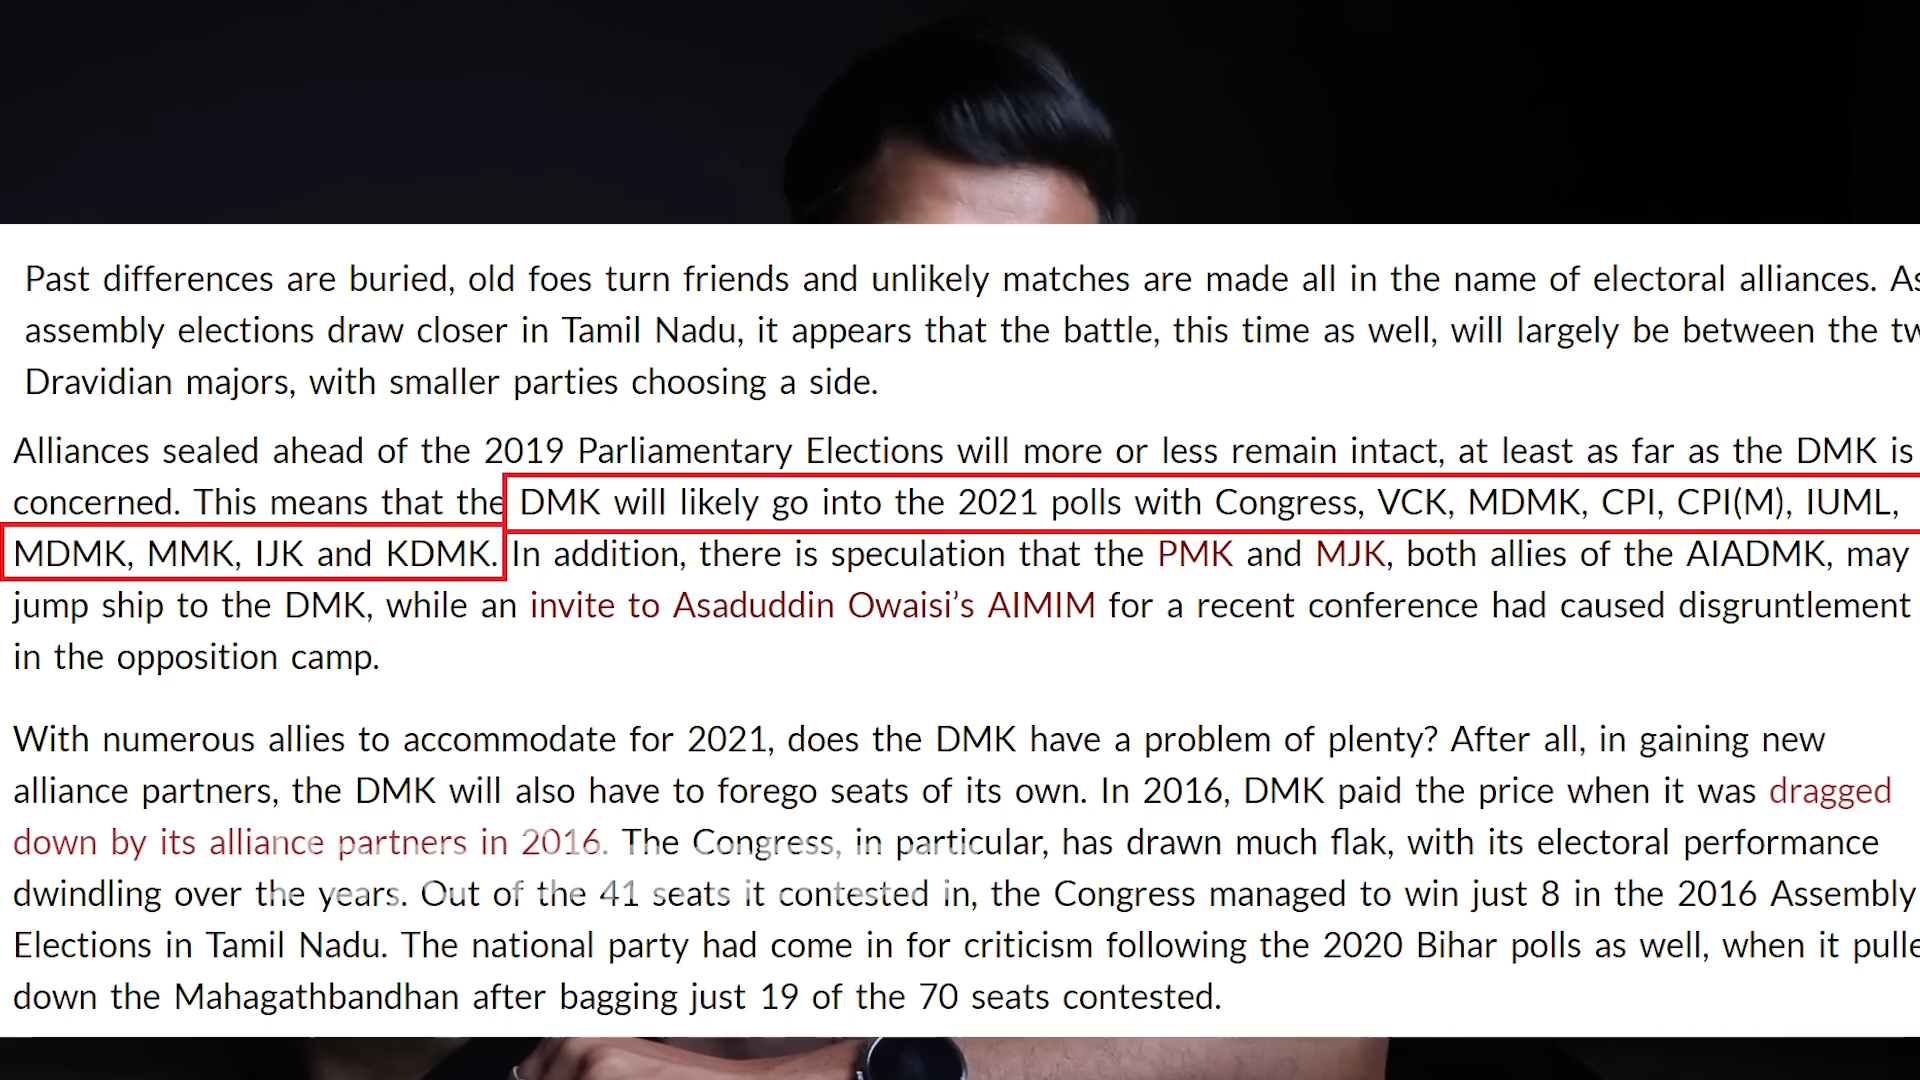 Past differences are buried, old foes turn friends and unlikely matches are made all in the name of electoral alliances. As
assembly elections draw closer in Tamil Nadu, it appears that the battle, this time as well, will largely be between the tw
Dravidian majors, with smaller parties choosing a side.
Alliances sealed ahead of the 2019 Parliamentary Elections will more or less remain intact, at least as far as the DMK is
concerned. This means that the DMK will likely go into the 2021 polls with Congress, VCK, MDMK, CPI, CPI(M), IUML,
MDMK, MMK, IJK and KDMK. In addition, there is speculation that the PMK and MJK, both allies of the AIADMK, may
jump ship to the DMK, while an invite to Asaduddin Owaisi’s AIMIM for a recent conference had caused disgruntlement
in the opposition camp.
With numerous allies to accommodate for 2021, does the DMK have a problem of plenty? After all, in gaining new
alliance partners, the DMK will also have to forego seats of its own. In 2016, DMK paid the price when it was dragged
down by its alliance partners in 2016. The Congress, in particular, has drawn much flak, with its electoral performance
dwindling over the years. Out of the 41 seats it contested in, the Congress managed to win just 8 in the 2016 Assembly
Elections in Tamil Nadu. The national party had come in for criticism following the 2020 Bihar polls as well, when it pulle
down the Mahagathbandhan after bagging just 19 of the 70 seats contested.